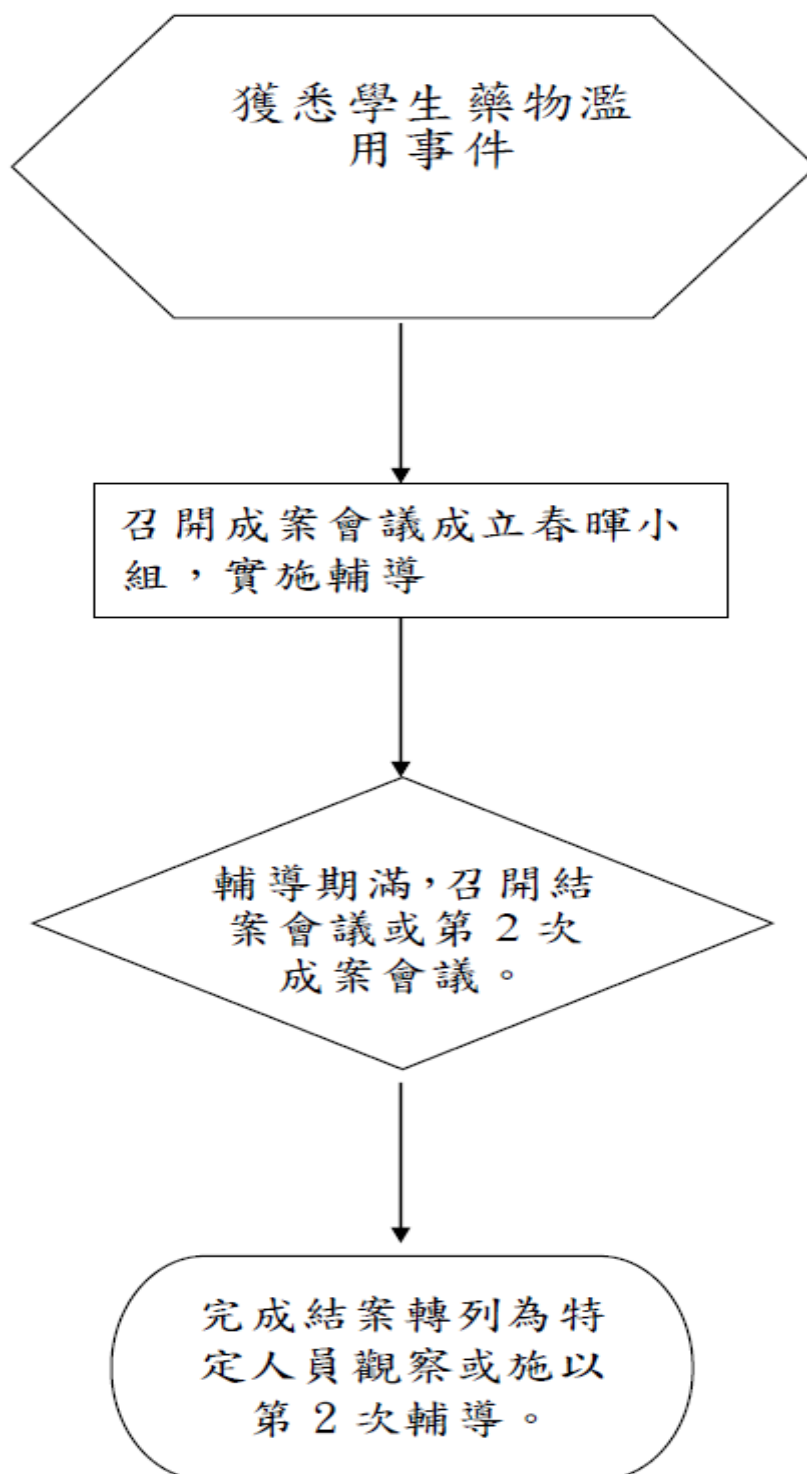 獲悉學生藥物濫
用事件
召開成案會議成立春暉小
組，實施輔導
輔導期滿，召開結
案會議或第2次
成案會議。
完成結案轉列為特
定人員觀察或施以
第2次輔導。